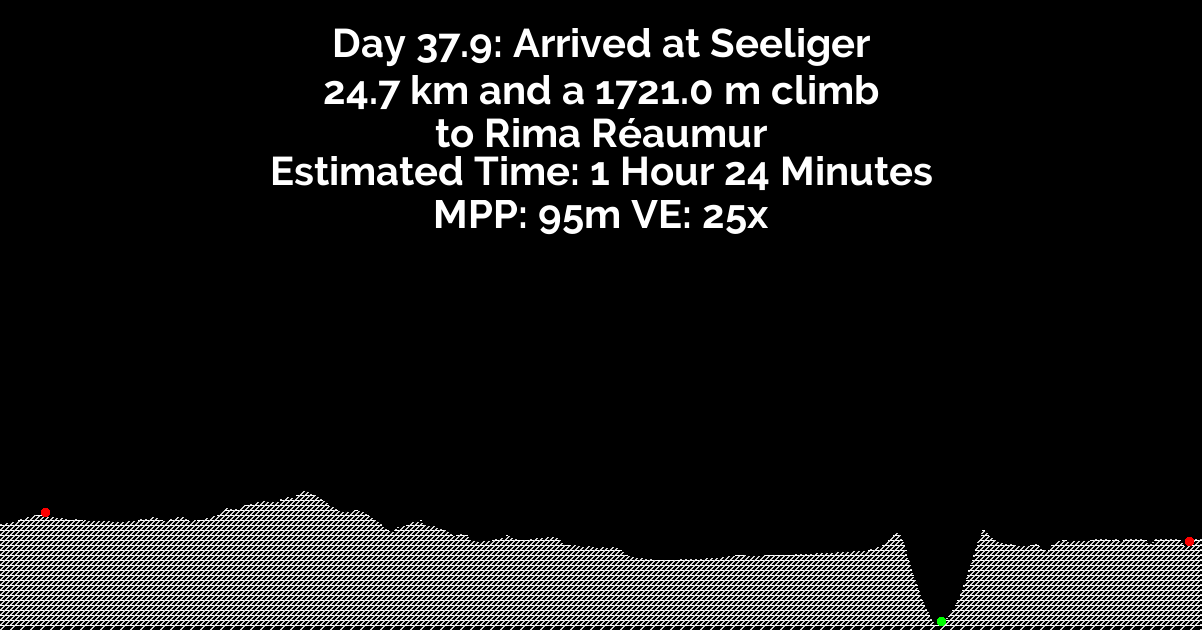 Day 37.9: Arrived at Seeliger
24.7 km and a 1721.0 m climb
to Rima Réaumur
Estimated Time: 1 Hour 24 Minutes
MPP: 95m VE: 25x